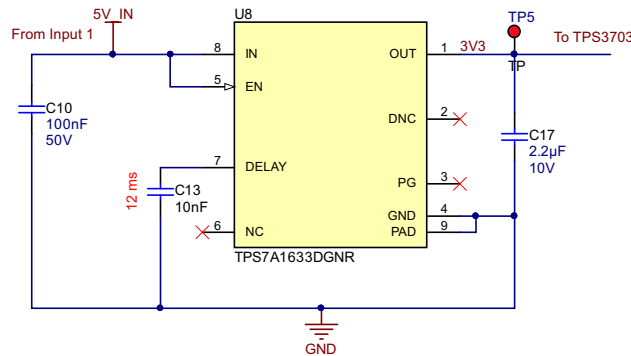 5V_IN
From Input 1
U8
TP5
To TPS3703
8 IN
OUT 1
3V3
TP
5 EN
C10
100nF
50V
DNC 2
C17
2.2µF
10V
7 DELAY
12 ms
C13
10nF
PG 3
GND 4
6 NC
PAD 9
TPS7A1633DGNR
GND